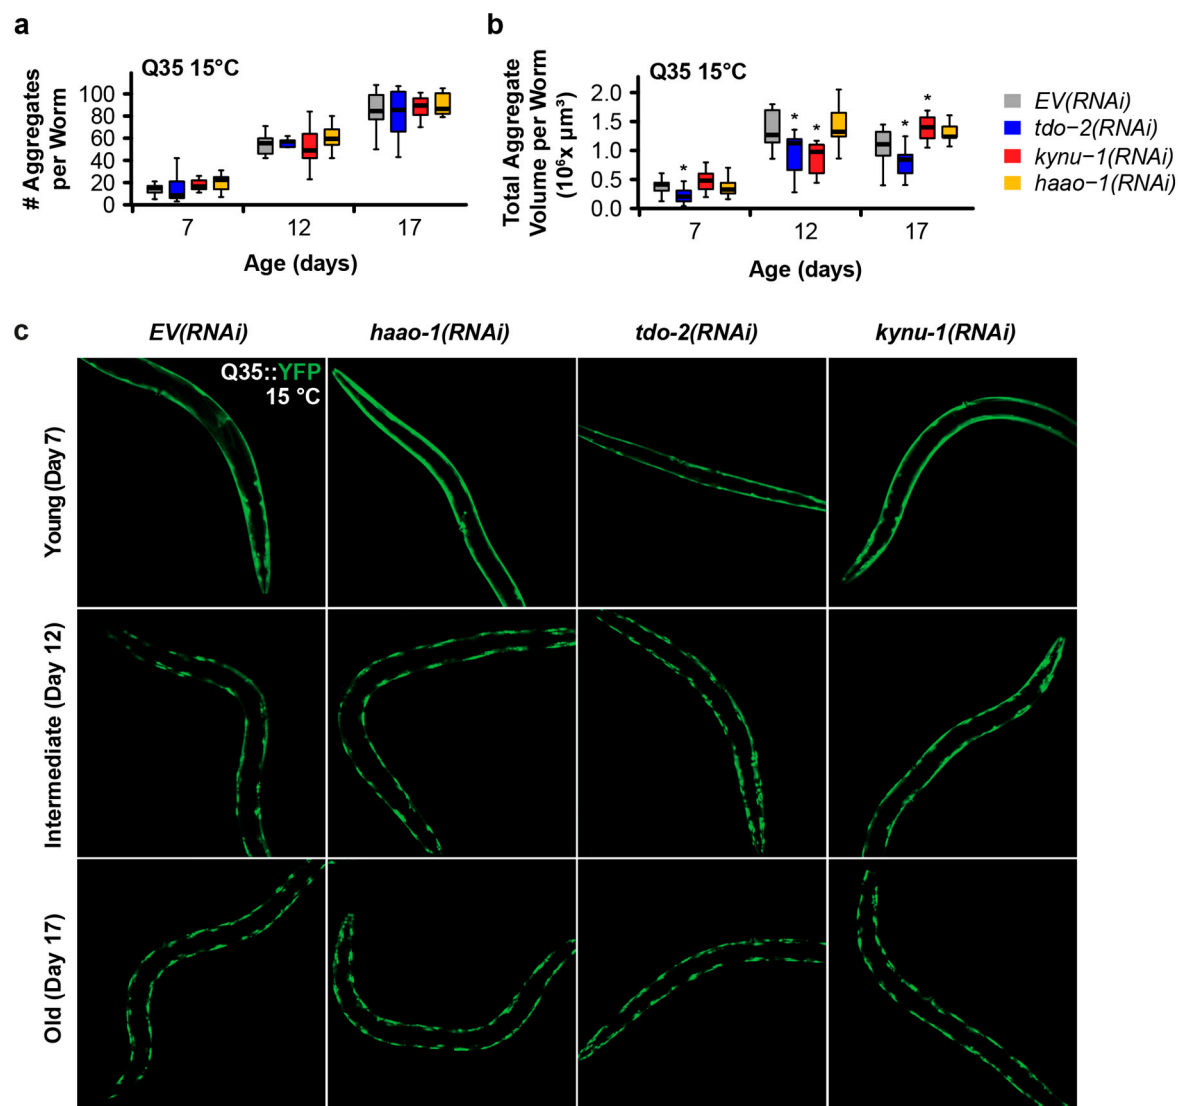 a
# Aggregates
per Worm
Q35 15°C
100
80
60
40
20
0
7
12
17
Age (days)
b
Total Aggregate
Volume per Worm
(10⁶x µm³)
Q35 15°C
2.0
1.5
1.0
0.5
0.0
*
*
*
*
*
7
12
17
Age (days)
EV(RNAi)
tdo−2(RNAi)
kynu−1(RNAi)
haao−1(RNAi)
c
EV(RNAi)
haao-1(RNAi)
tdo-2(RNAi)
kynu-1(RNAi)
Q35::YFP
15 °C
Young (Day 7)
Intermediate (Day 12)
Old (Day 17)